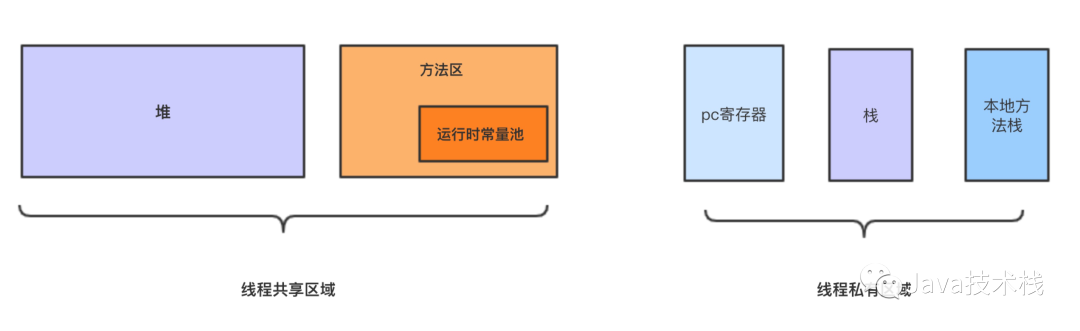 堆
方法区
运行时常量池
pc寄存器
栈
本地方
法栈
线程共享区域
线程私有区域
Java技术栈